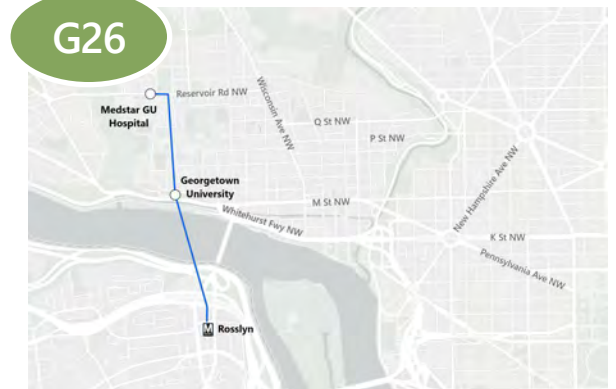 G26
Reservoir Rd NW
Medstar GU
Hospital
Wisconsin Ave NW
Q St NW
P St NW
Georgetown
University
M St NW
Whitehurst Fwy NW
New Hampshire Ave NW
K St NW
Pennsylvania Ave NW
M Rosslyn